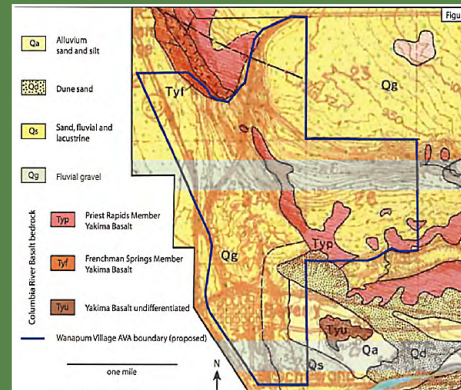 Figu
Qa
Alluvium
sand and silt
Qd
Dune sand
Qs
Sand, fluvial and
lacustrine
Qg
Fluvial gravel
Columbia River Basalt bedrock
Typ
Priest Rapids Member
Yakima Basalt
Tyf
Frenchman Springs Member
Yakima Basalt
Tyu
Yakima Basalt undifferentiated
Wanapum Village AVA boundary (proposed)
one mile
N
Tyf
Qg
23
Typ
Qg
Tyu
Qa
Qs
Qd